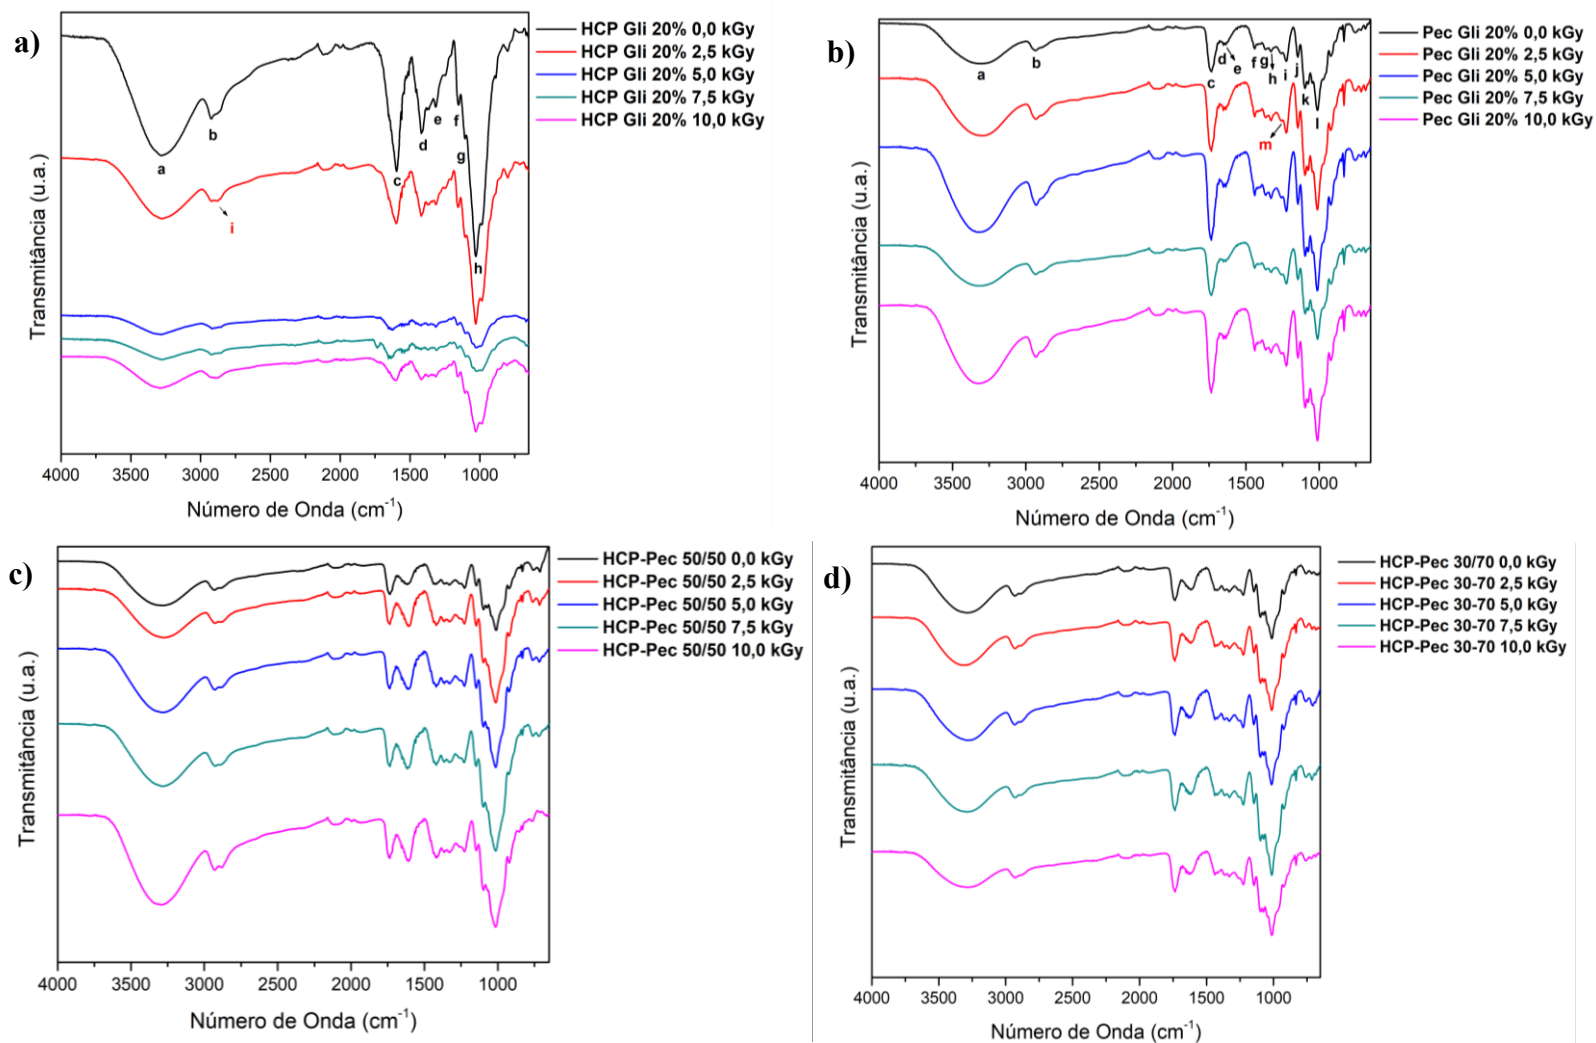 a)
HCP Gli 20% 0,0 kGy
HCP Gli 20% 2,5 kGy
HCP Gli 20% 5,0 kGy
HCP Gli 20% 7,5 kGy
HCP Gli 20% 10,0 kGy
a
b
c
d
e
f
g
h
i
Transmitância (u.a.)
4000 3500 3000 2500 2000 1500 1000
Número de Onda (cm⁻¹)
b)
Pec Gli 20% 0,0 kGy
Pec Gli 20% 2,5 kGy
Pec Gli 20% 5,0 kGy
Pec Gli 20% 7,5 kGy
Pec Gli 20% 10,0 kGy
a
b
c
d
e
f
g
h
i
j
k
l
m
Transmitância (u.a.)
4000 3500 3000 2500 2000 1500 1000
Número de Onda (cm⁻¹)
c)
HCP-Pec 50/50 0,0 kGy
HCP-Pec 50/50 2,5 kGy
HCP-Pec 50/50 5,0 kGy
HCP-Pec 50/50 7,5 kGy
HCP-Pec 50/50 10,0 kGy
Transmitância (u.a.)
4000 3500 3000 2500 2000 1500 1000
Número de Onda (cm⁻¹)
d)
HCP-Pec 30/70 0,0 kGy
HCP-Pec 30-70 2,5 kGy
HCP-Pec 30-70 5,0 kGy
HCP-Pec 30-70 7,5 kGy
HCP-Pec 30-70 10,0 kGy
Transmitância (u.a.)
4000 3500 3000 2500 2000 1500 1000
Número de Onda (cm⁻¹)